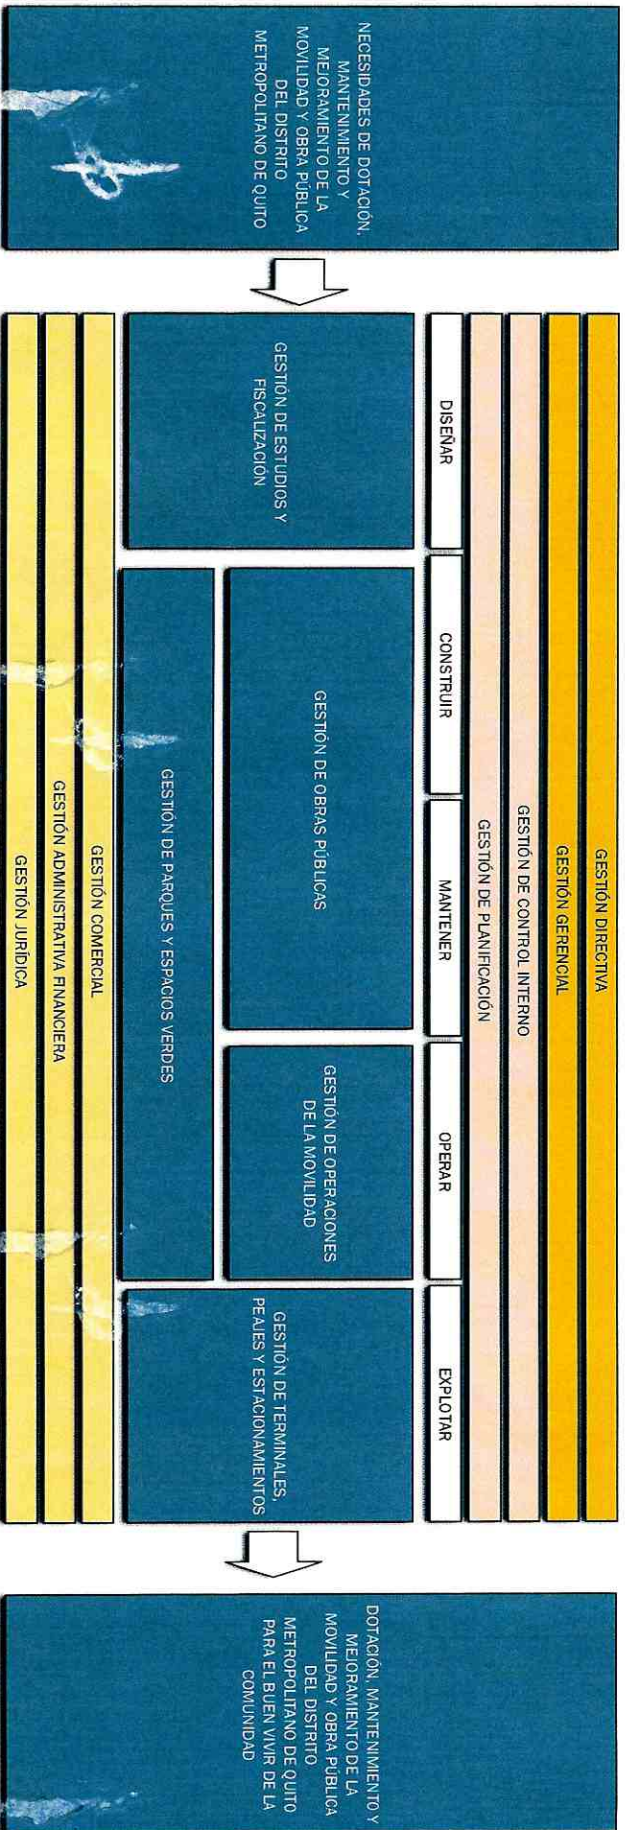 NECESIDADES DE DOTACIÓN,
MANTENIMIENTO Y
MEJORAMIENTO DE LA
MOVILIDAD Y OBRA PÚBLICA
DEL DISTRITO
METROPOLITANO DE QUITO
GESTIÓN DIRECTIVA
GESTIÓN GERENCIAL
GESTIÓN DE CONTROL INTERNO
GESTIÓN DE PLANIFICACIÓN
DISEÑAR
CONSTRUIR
MANTENER
OPERAR
EXPLOTAR
GESTIÓN DE ESTUDIOS Y
FISCALIZACIÓN
GESTIÓN DE OBRAS PÚBLICAS
GESTIÓN DE OPERACIONES
DE LA MOVILIDAD
GESTIÓN DE PARQUES Y ESPACIOS VERDES
GESTIÓN DE TERMINALES,
PEAJES Y ESTACIONAMIENTOS
GESTIÓN COMERCIAL
GESTIÓN ADMINISTRATIVA FINANCIERA
GESTIÓN JURÍDICA
DOTACIÓN, MANTENIMIENTO Y
MEJORAMIENTO DE LA
MOVILIDAD Y OBRA PÚBLICA
DEL DISTRITO
METROPOLITANO DE QUITO
PARA EL BUEN VIVIR DE LA
COMUNIDAD